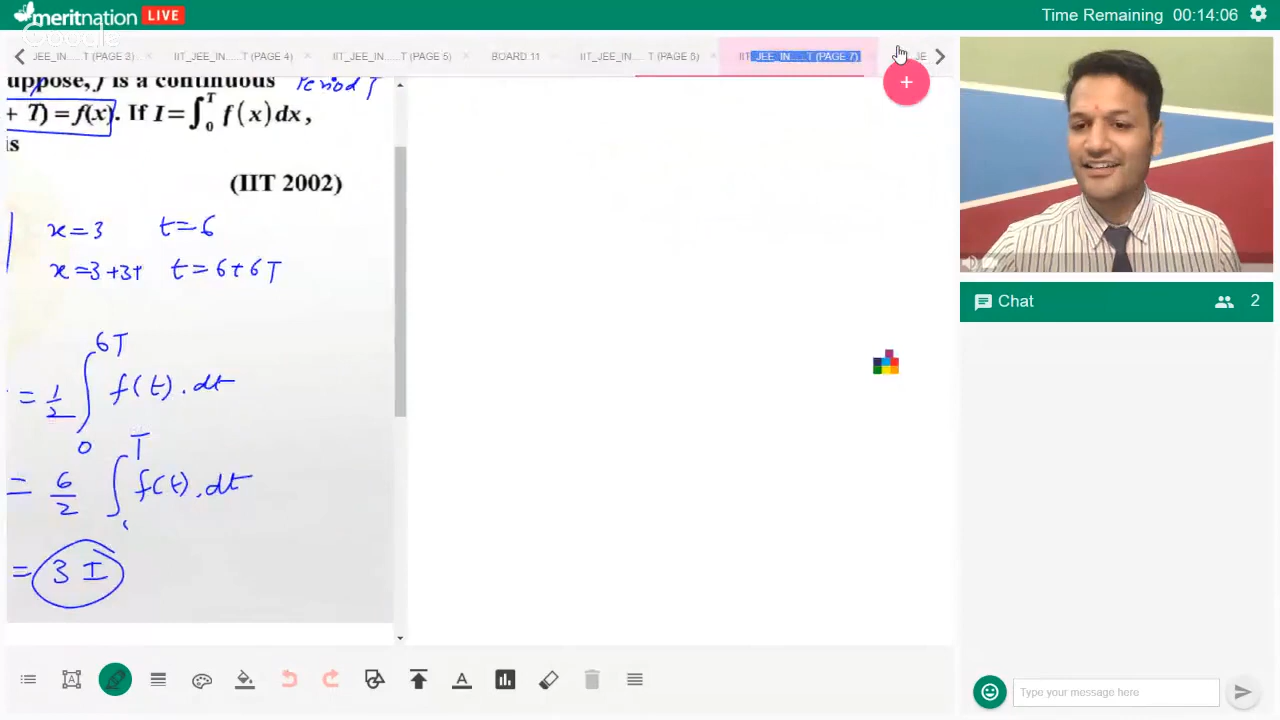 meritnation LIVE
Google
Time Remaining 00:14:06
JEE_IN......T (PAGE 3)
IIT_JEE_IN......T (PAGE 4)
IIT_JEE_IN......T (PAGE 5)
BOARD 11
IIT_JEE_IN......T (PAGE 6)
IIT_JEE_IN......T (PAGE 7)
JE
uppose, f is a continuous Period T
+ T) = f(x). If I = ∫₀ᵀ f(x)dx,
is
(IIT 2002)
x=3 t=6
x=3+3T t=6+6T
= 1/2 ∫₀⁶ᵀ f(t).dt
= 6/2 ∫ᵀ f(t).dt
= 3 I
Chat 2
Type your message here